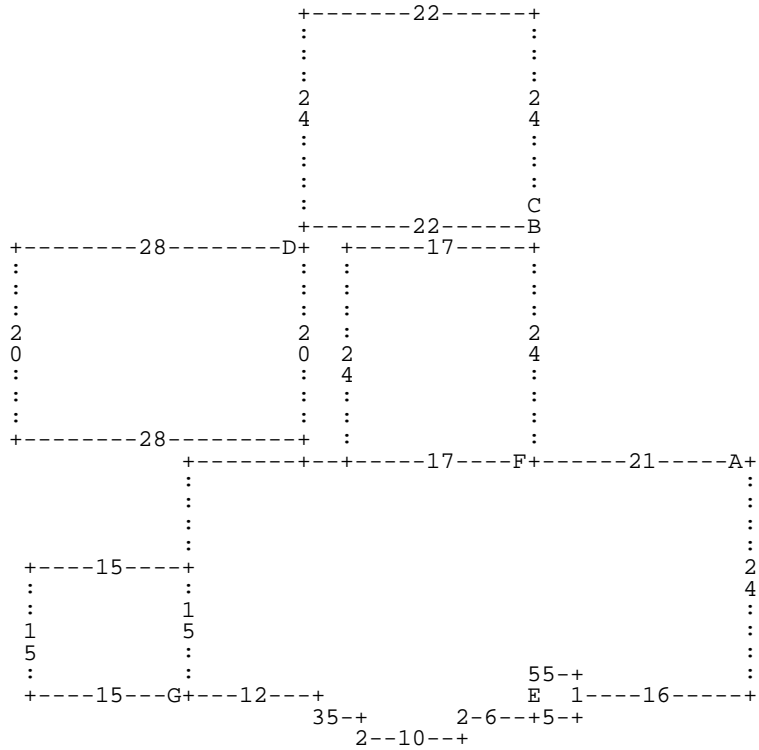 +-------22------+
: :
: :
: :
2 2
4 4
: :
: :
: :
: C
+-------22------B
+--------28--------D+ +-----17------+
: : : :
: : : :
: : : :
2 2 : 2
0 0 2 4
: : 4 :
: : : :
: : : :
+--------28---------+ :
+-------+--+-----17----F+------21-----A+
: :
: :
: :
: :
+----15----+ 2
: : 4
: 1 :
1 5 :
5 : :
: : 55-+ :
+----15---G+---12---+ E 1----16------+
35-+ 2-6--+5-+
2--10--+